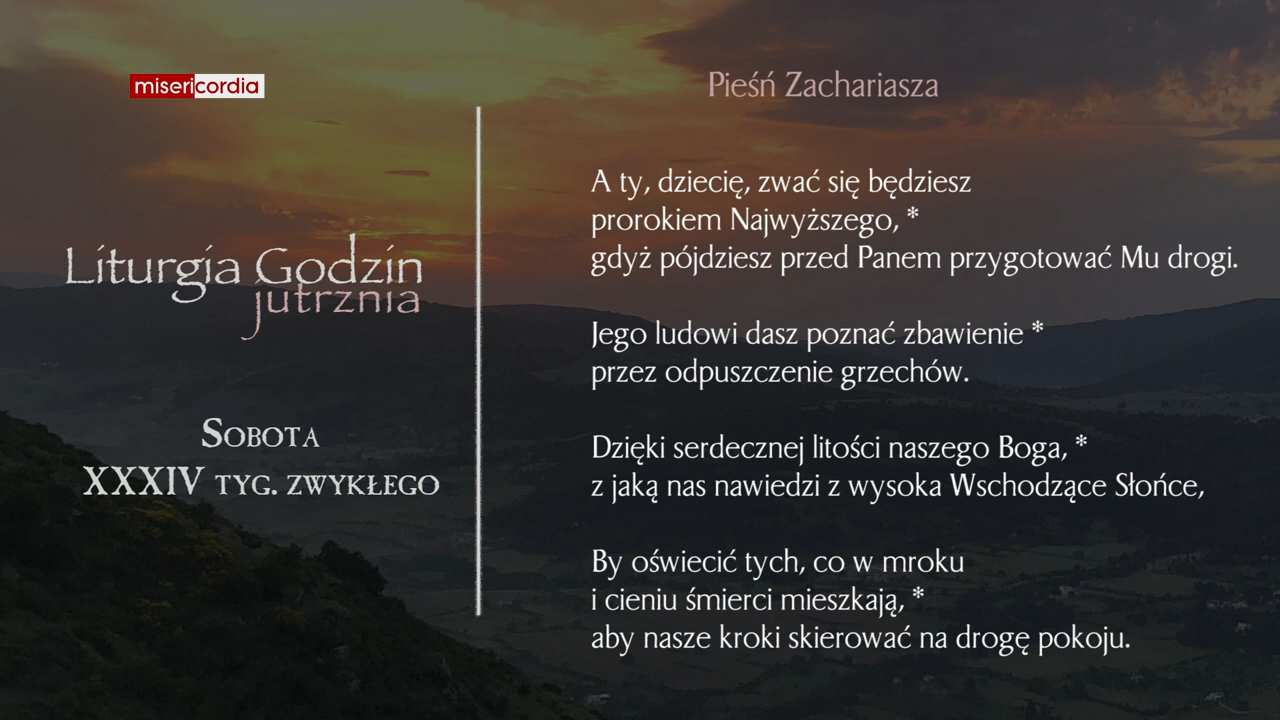 misericordia
Liturgia Godzin
jutrznia
Sobota
XXXIV tyg. zwykłego
Pieśń Zachariasza
A ty, dziecię, zwać się będziesz
prorokiem Najwyższego, *
gdyż pójdziesz przed Panem przygotować Mu drogi.
Jego ludowi dasz poznać zbawienie *
przez odpuszczenie grzechów.
Dzięki serdecznej litości naszego Boga, *
z jaką nas nawiedzi z wysoka Wschodzące Słońce,
By oświecić tych, co w mroku
i cieniu śmierci mieszkają, *
aby nasze kroki skierować na drogę pokoju.